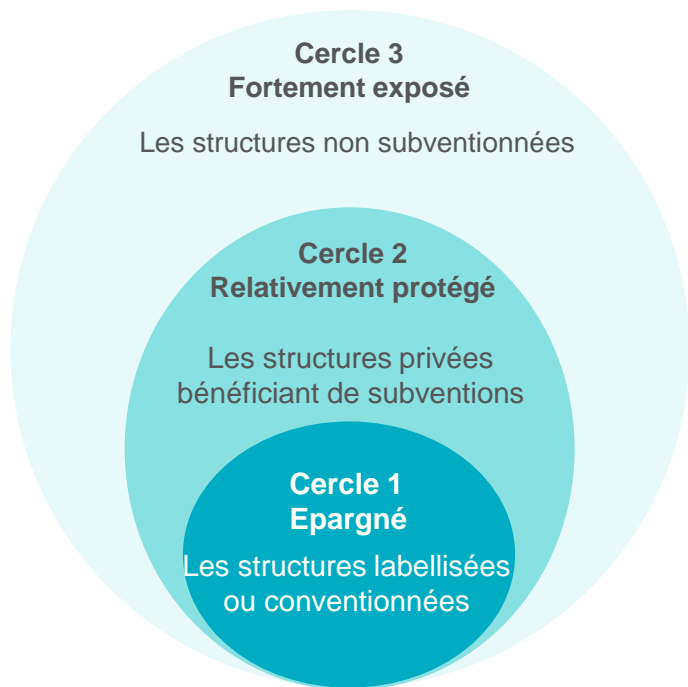 Cercle 3
Fortement exposé
Les structures non subventionnées
Cercle 2
Relativement protégé
Les structures privées
bénéficiant de subventions
Cercle 1
Epargné
Les structures labellisées
ou conventionnées